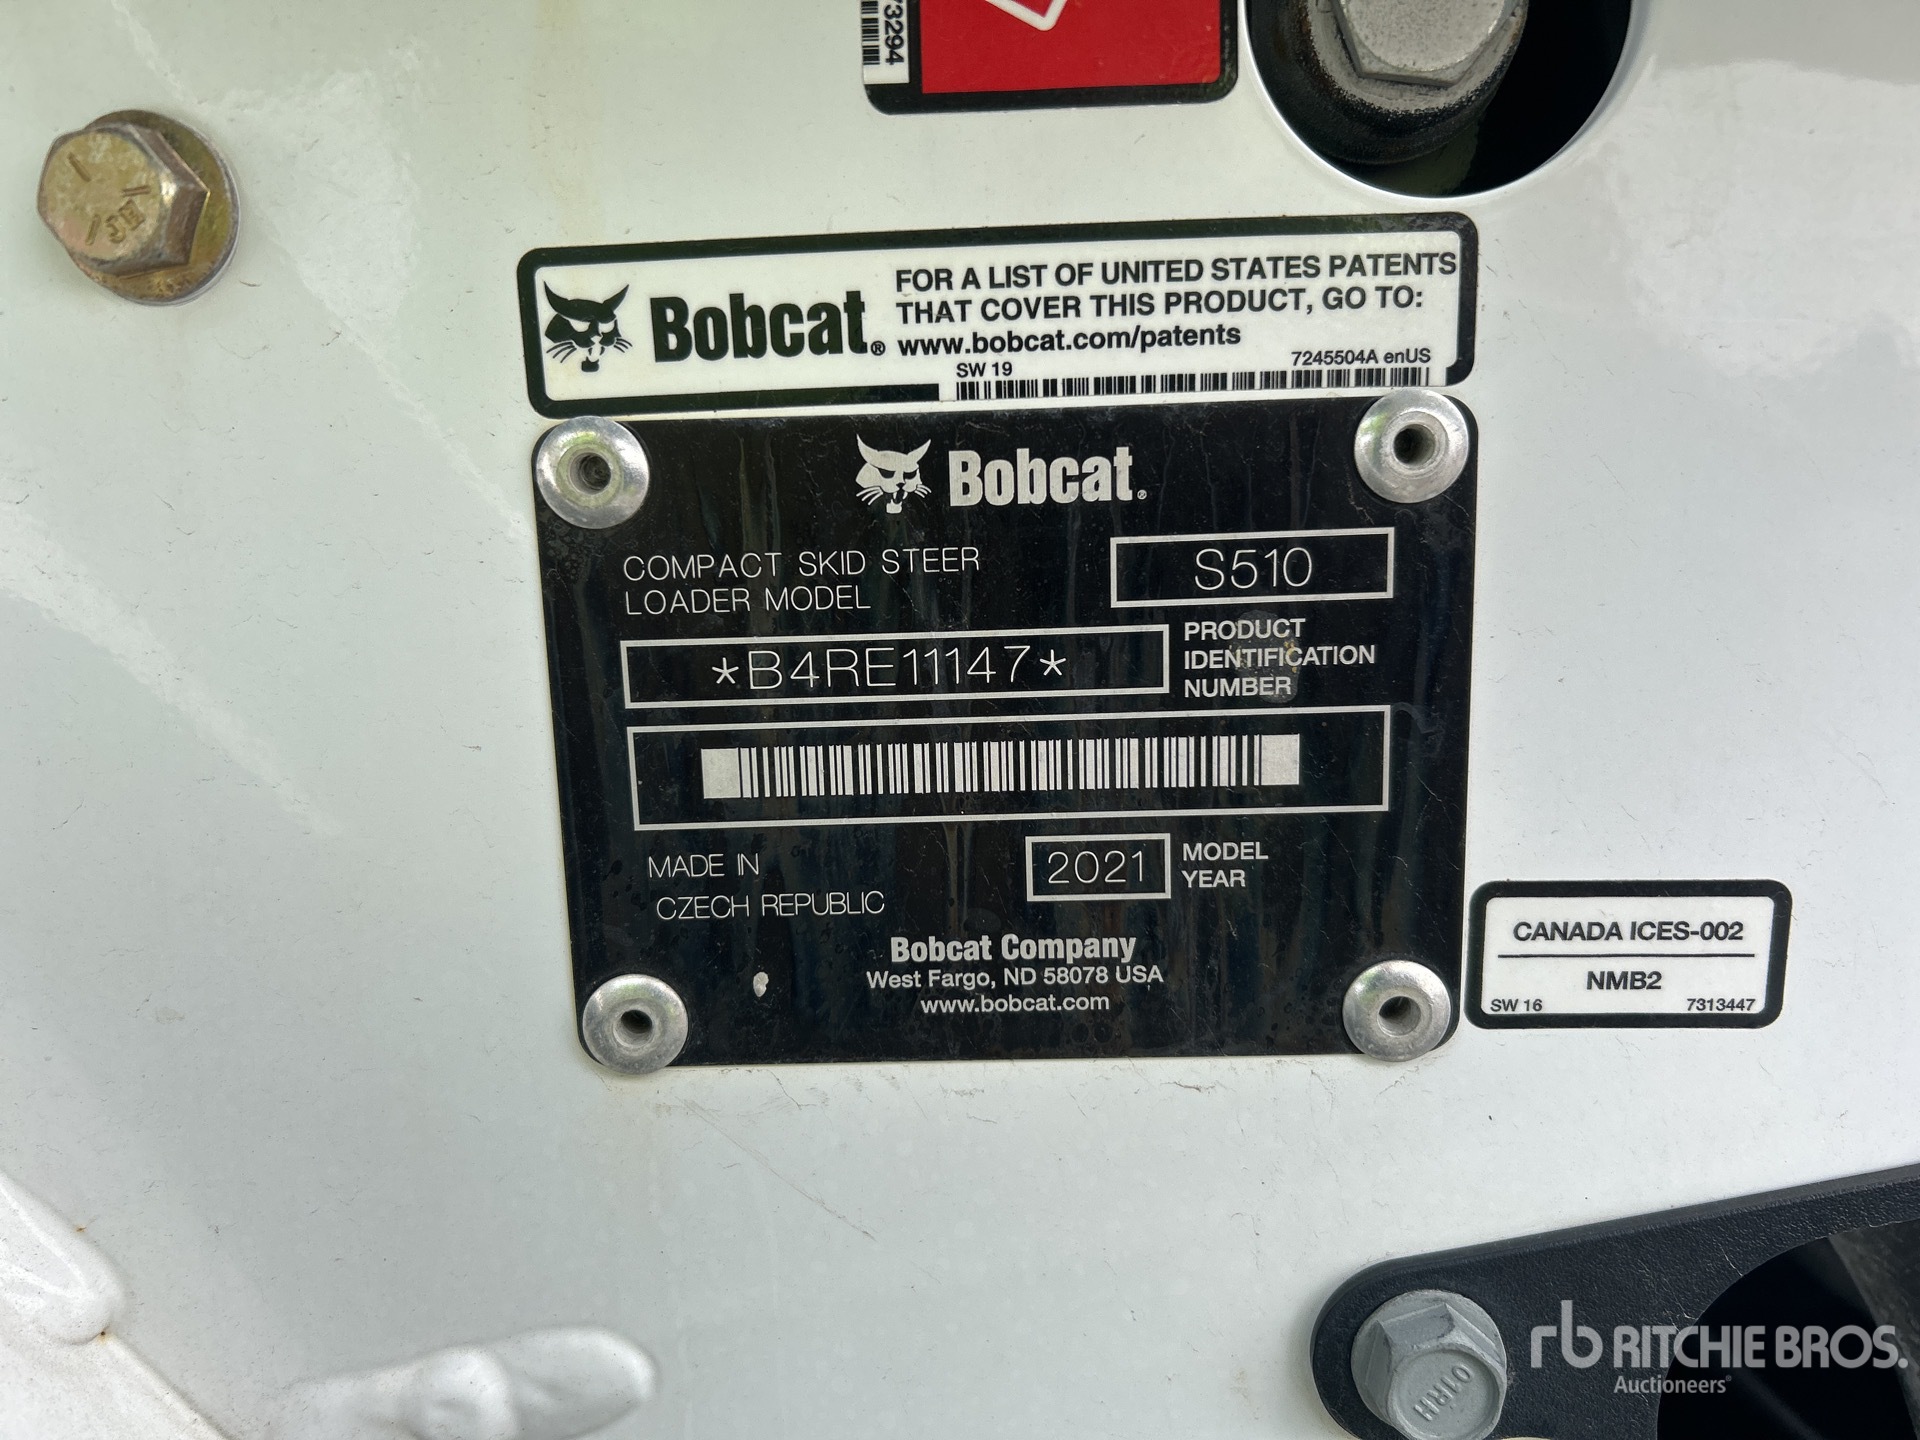 73294
Bobcat®
FOR A LIST OF UNITED STATES PATENTS
THAT COVER THIS PRODUCT, GO TO:
www.bobcat.com/patents
SW 19
7245504A enUS
Bobcat®
COMPACT SKID STEER
LOADER MODEL
S510
*B4RE11147*
PRODUCT
IDENTIFICATION
NUMBER
MADE IN
CZECH REPUBLIC
2021
MODEL
YEAR
Bobcat Company
West Fargo, ND 58078 USA
www.bobcat.com
CANADA ICES-002
NMB2
SW 16
7313447
01RH
rb RITCHIE BROS.
Auctioneers®